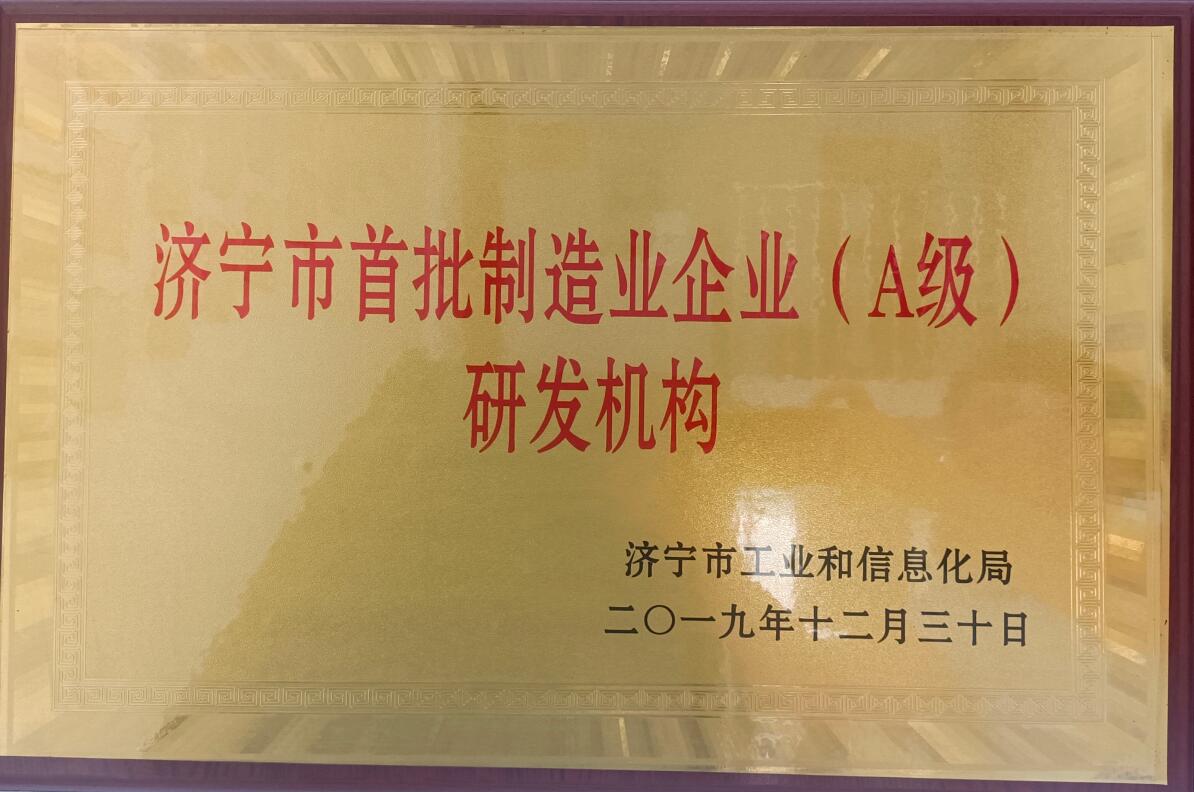 济宁市首批制造业企业（A级）
研发机构
济宁市工业和信息化局
二〇一九年十二月三十日